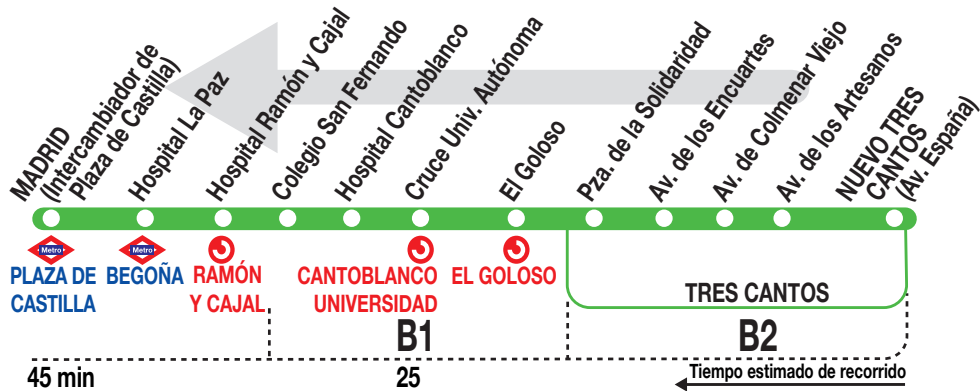 MADRID
(Intercambiador de
Plaza de Castilla)
Hospital La Paz
Hospital Ramón y Cajal
Colegio San Fernando
Hospital Cantoblanco
Cruce Univ. Autónoma
El Goloso
Pza. de la Solidaridad
Av. de los Encuartes
Av. de Colmenar Viejo
Av. de los Artesanos
NUEVO TRES
CANTOS
(Av. España)
Metro
PLAZA DE
CASTILLA
Metro
BEGOÑA
RAMÓN
Y CAJAL
CANTOBLANCO
UNIVERSIDAD
EL GOLOSO
TRES CANTOS
B1
B2
45 min
25
Tiempo estimado de recorrido